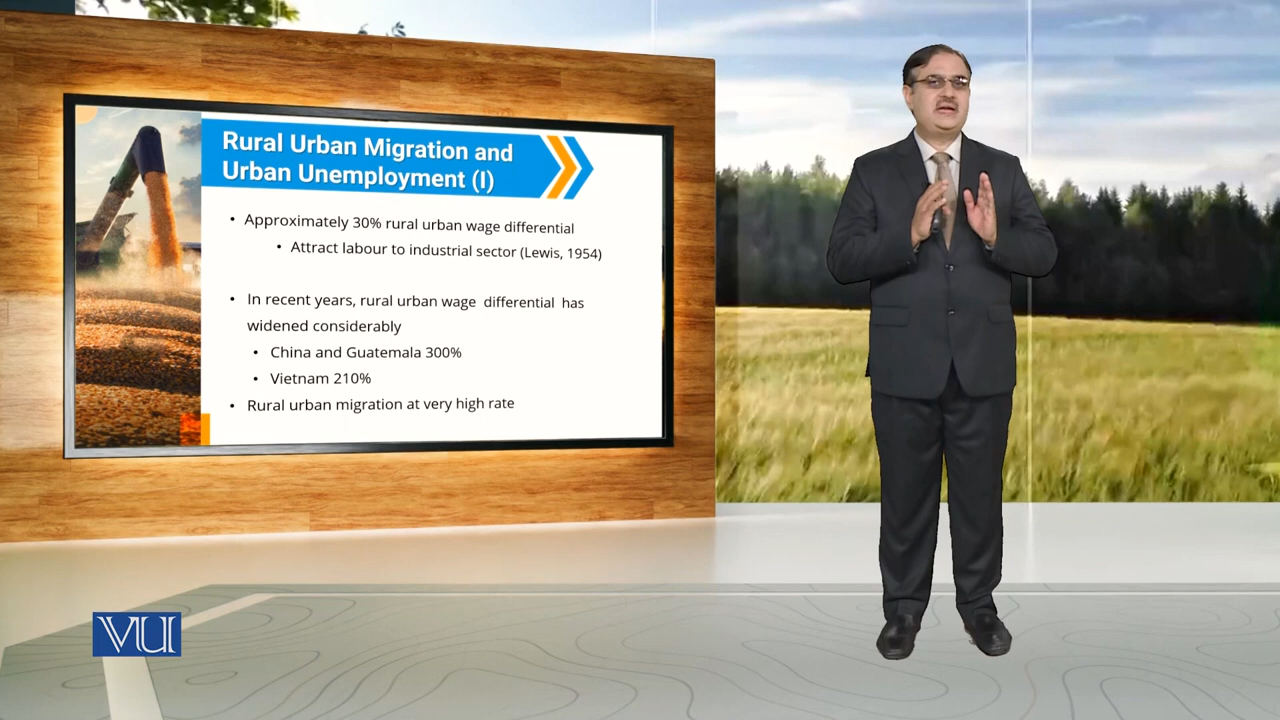 Rural Urban Migration and
Urban Unemployment (I)
• Approximately 30% rural urban wage differential
• Attract labour to industrial sector (Lewis, 1954)
• In recent years, rural urban wage differential has
widened considerably
• China and Guatemala 300%
• Vietnam 210%
• Rural urban migration at very high rate
VU